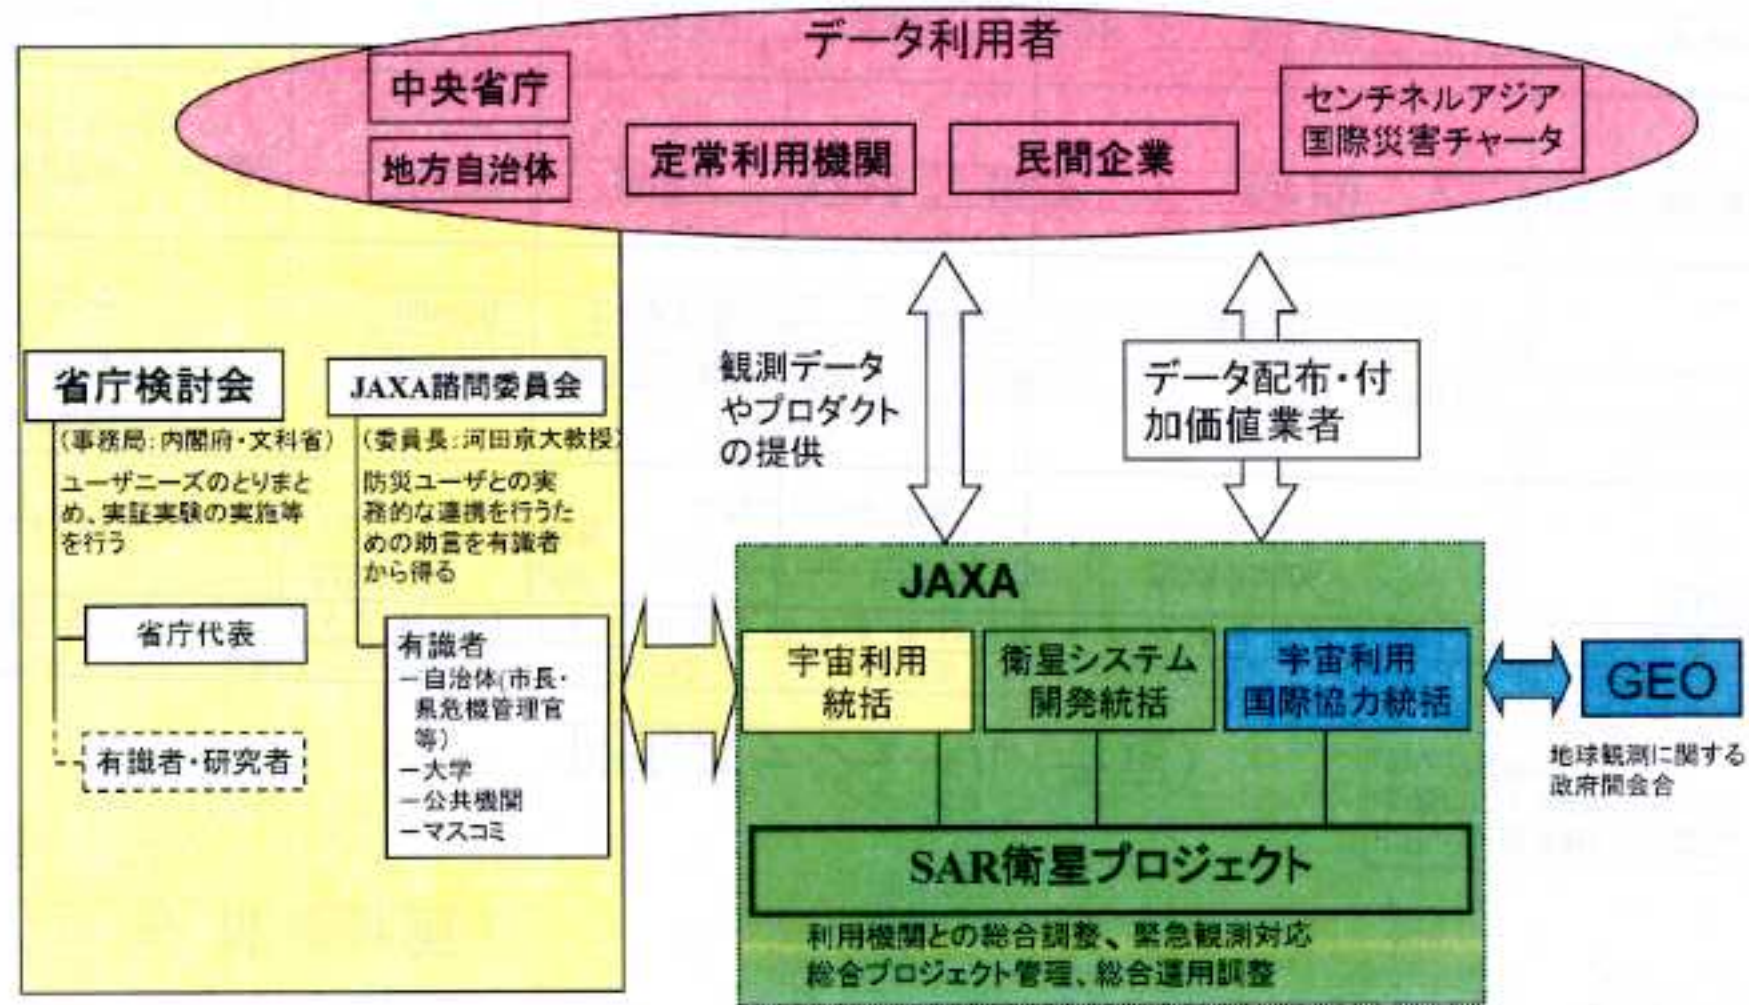 データ利用者
中央省庁
地方自治体
定常利用機関
民間企業
センチネルアジア
国際災害チャータ
省庁検討会
(事務局:内閣府・文科省)
ユーザニーズのとりまと
め、実証実験の実施等
を行う
省庁代表
有識者・研究者
JAXA諮問委員会
(委員長:河田京大教授)
防災ユーザとの実
務的な連携を行うた
めの助言を有識者
から得る
有識者
－自治体(市長・
県危機管理官
等)
－大学
－公共機関
－マスコミ
観測データ
やプロダクト
の提供
データ配布・付
加価値業者
JAXA
宇宙利用
統括
衛星システム
開発統括
宇宙利用
国際協力統括
GEO
地球観測に関する
政府間会合
SAR衛星プロジェクト
利用機関との総合調整、緊急観測対応
総合プロジェクト管理、総合運用調整